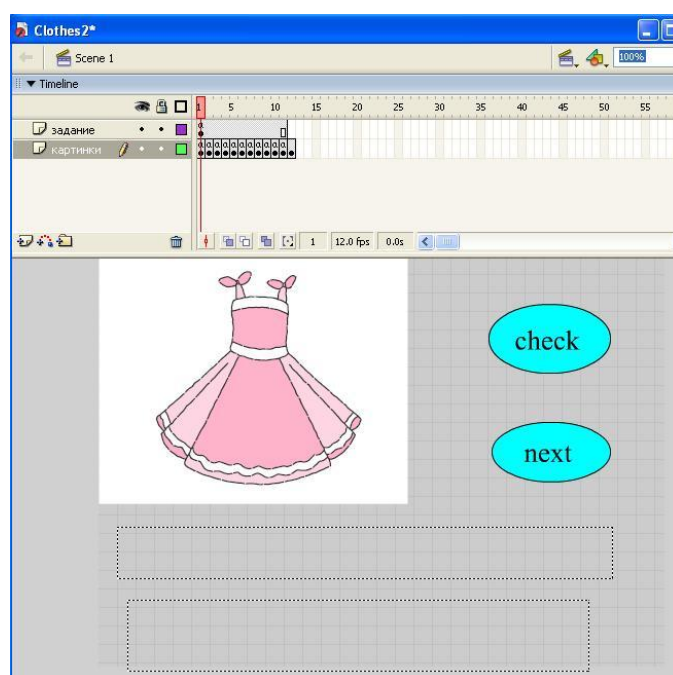 Clothes2*
Scene 1
100%
Timeline
1 5 10 15 20 25 30 35 40 45 50 55
задание
a
картинки
a a a a a a a a a a
1 12.0 fps 0.0s
check
next